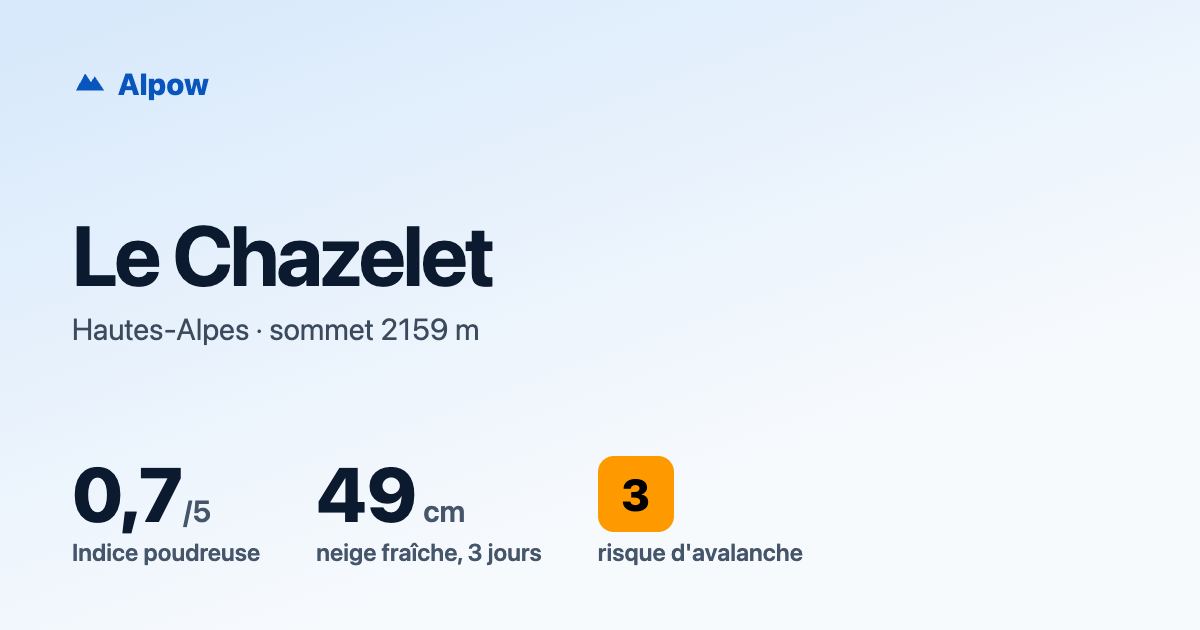 Alpow
Le Chazelet
Hautes-Alpes · sommet 2159 m
0,7/5
Indice poudreuse
49 cm
neige fraîche, 3 jours
3
risque d'avalanche